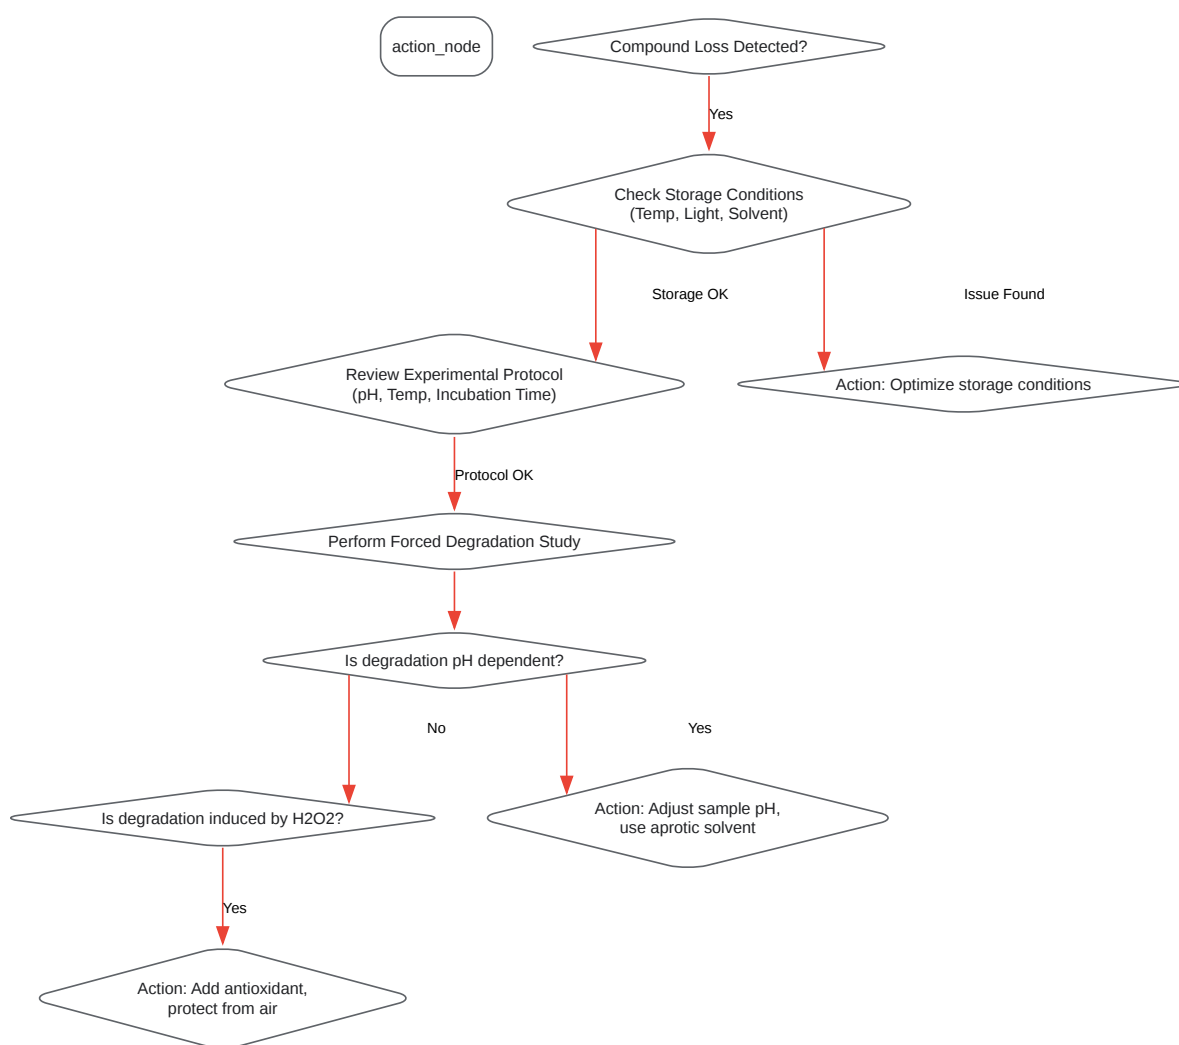 action_node
Compound Loss Detected?
Yes
Check Storage Conditions
(Temp, Light, Solvent)
Storage OK
Issue Found
Review Experimental Protocol
(pH, Temp, Incubation Time)
Action: Optimize storage conditions
Protocol OK
Perform Forced Degradation Study
Is degradation pH dependent?
No
Yes
Is degradation induced by H2O2?
Action: Adjust sample pH,
use aprotic solvent
Yes
Action: Add antioxidant,
protect from air